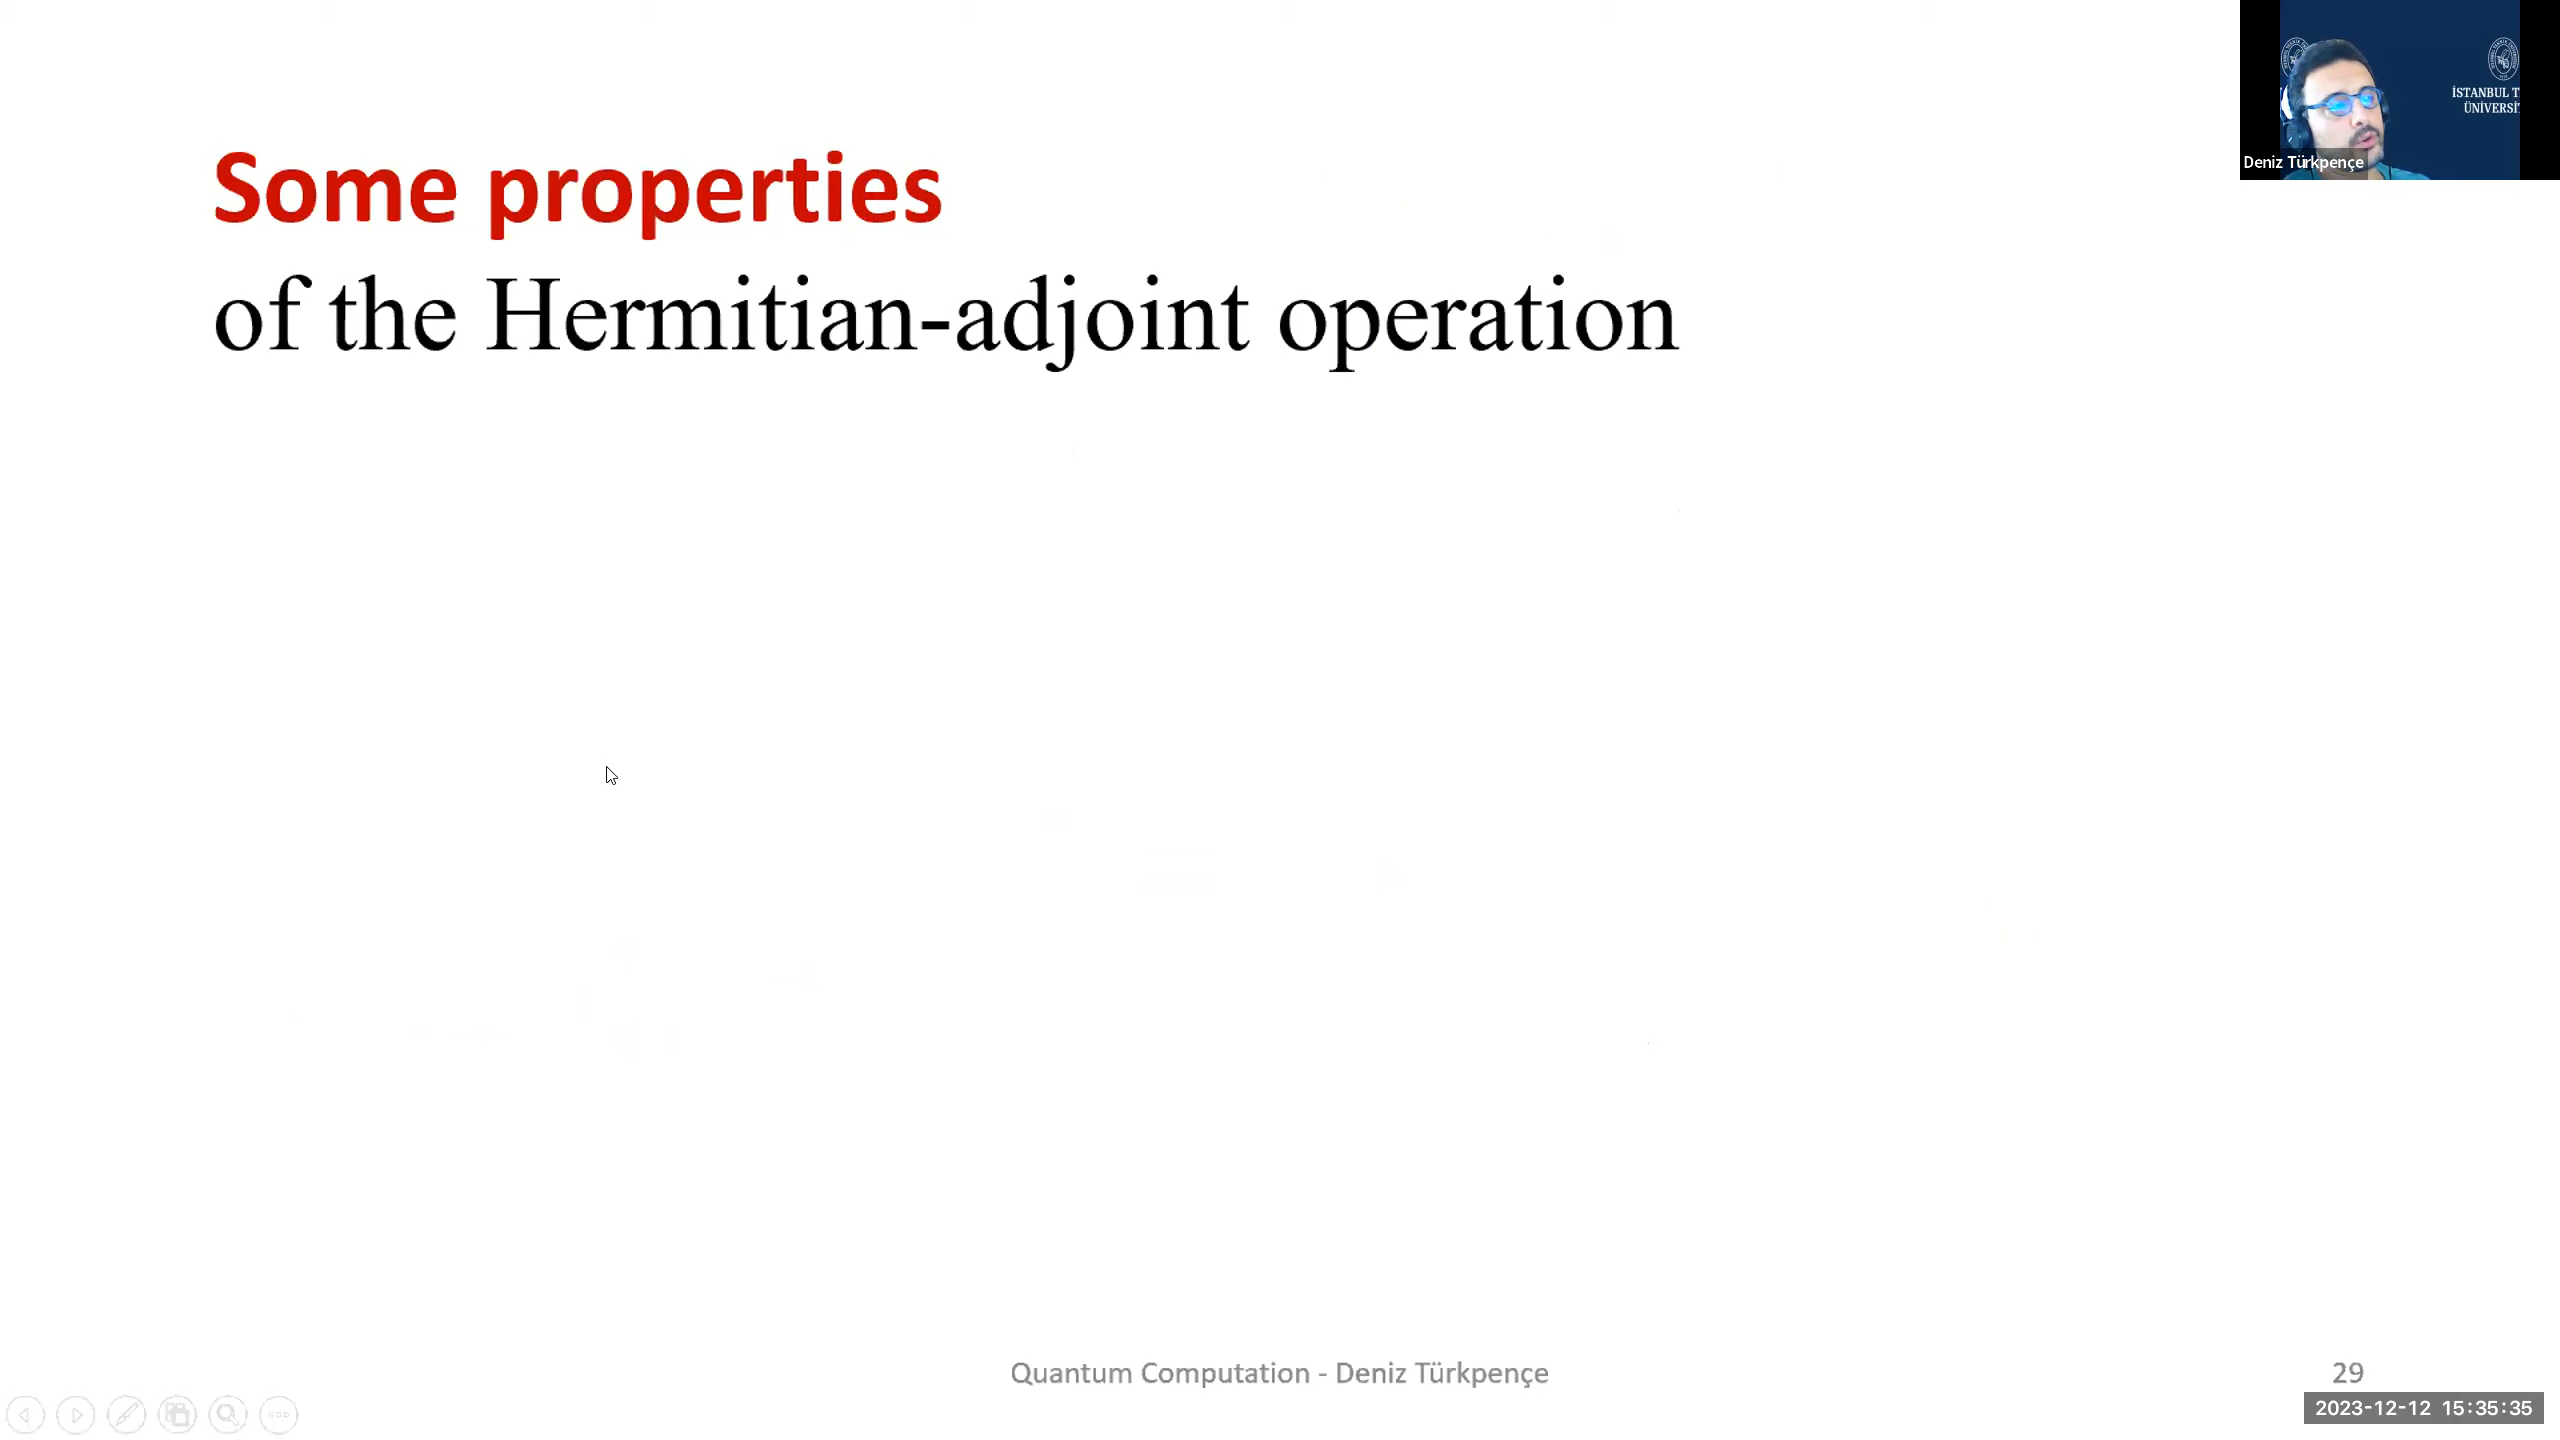 Some properties
of the Hermitian-adjoint operation
İSTANBUL T
ÜNİVERSİ
Deniz Türkpençe
Quantum Computation - Deniz Türkpençe
29
2023-12-12 15:35:35